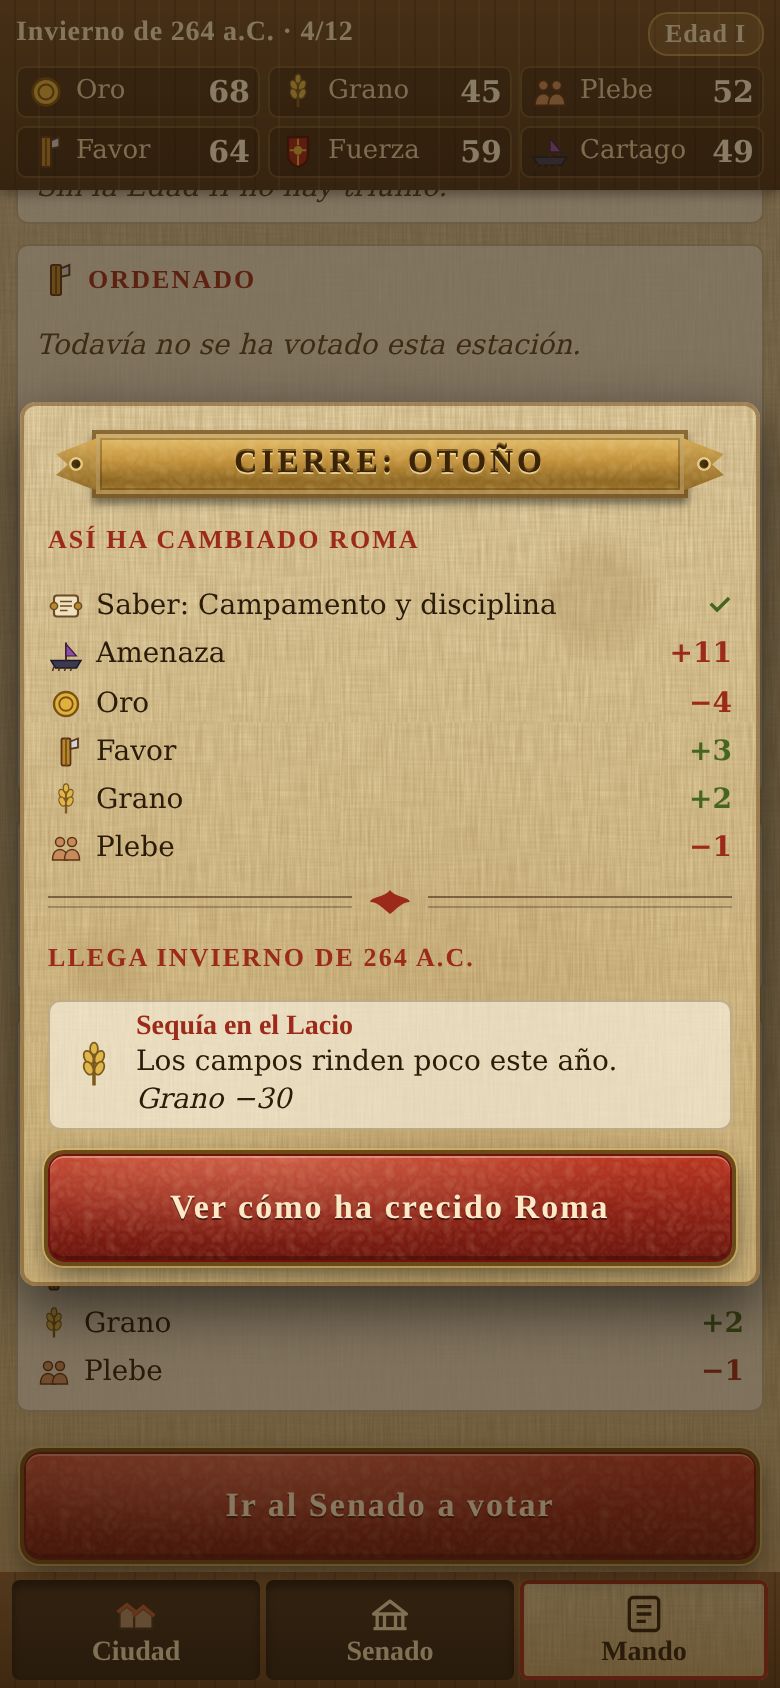 Invierno de 264 a.C. · 4/12
Edad I
Oro 68
Grano 45
Plebe 52
Favor 64
Fuerza 59
Cartago 49
ORDENADO
Todavía no se ha votado esta estación.
CIERRE: OTOÑO
ASÍ HA CAMBIADO ROMA
Saber: Campamento y disciplina
Amenaza +11
Oro −4
Favor +3
Grano +2
Plebe −1
LLEGA INVIERNO DE 264 A.C.
Sequía en el Lacio
Los campos rinden poco este año.
Grano −30
Ver cómo ha crecido Roma
Grano +2
Plebe −1
Ir al Senado a votar
Ciudad
Senado
Mando